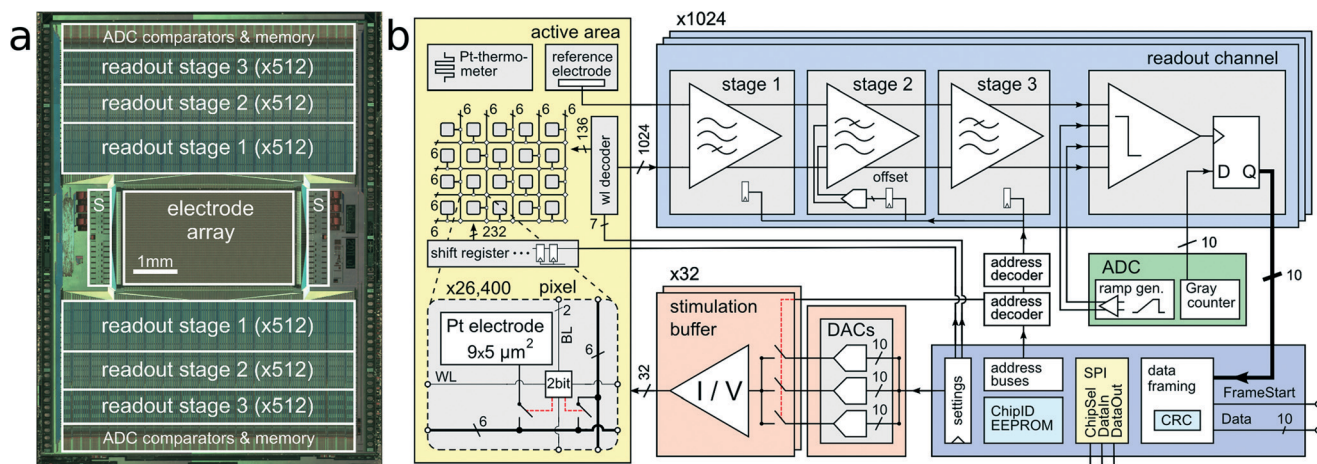 a
ADC comparators & memory
readout stage 3 (x512)
readout stage 2 (x512)
readout stage 1 (x512)
S
electrode
array
1mm
S
readout stage 1 (x512)
readout stage 2 (x512)
readout stage 3 (x512)
ADC comparators & memory
b
active area
Pt-thermo-
meter
reference
electrode
6 6 6 6 6
6
6
6
6
6
136
wl decoder
1024
7
232
shift register ...
x26,400
pixel
2
BL
Pt electrode
9x5 µm²
6
WL
2bit
6
x1024
readout channel
stage 1
stage 2
stage 3
offset
D Q
10
10
address
decoder
address
decoder
ADC
ramp gen.
Gray
counter
x32
stimulation
buffer
I / V
32
DACs
10
10
10
settings
address
buses
ChipID
EEPROM
SPI
ChipSel
DataIn
DataOut
data
framing
CRC
FrameStart
Data
10